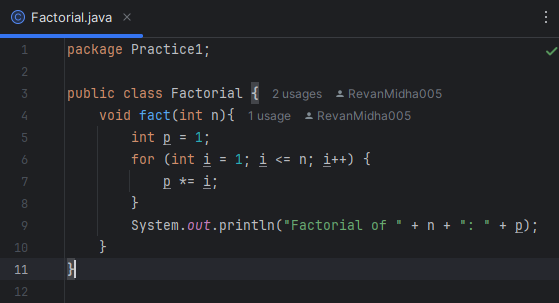 Factorial.java
1 package Practice1;
2
3 public class Factorial { 2 usages RevanMidha005
4 void fact(int n){ 1 usage RevanMidha005
5 int p = 1;
6 for (int i = 1; i <= n; i++) {
7 p *= i;
8 }
9 System.out.println("Factorial of " + n + ": " + p);
10 }
11 }
12